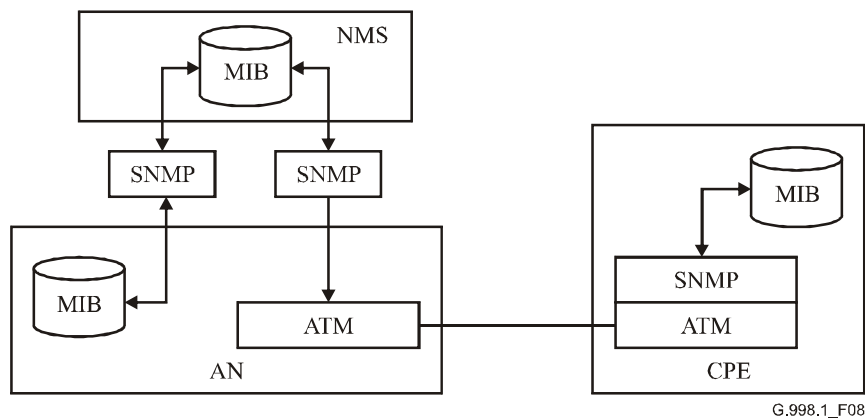 NMS
MIB
SNMP
SNMP
MIB
ATM
AN
MIB
SNMP
ATM
CPE
G.998.1_F08